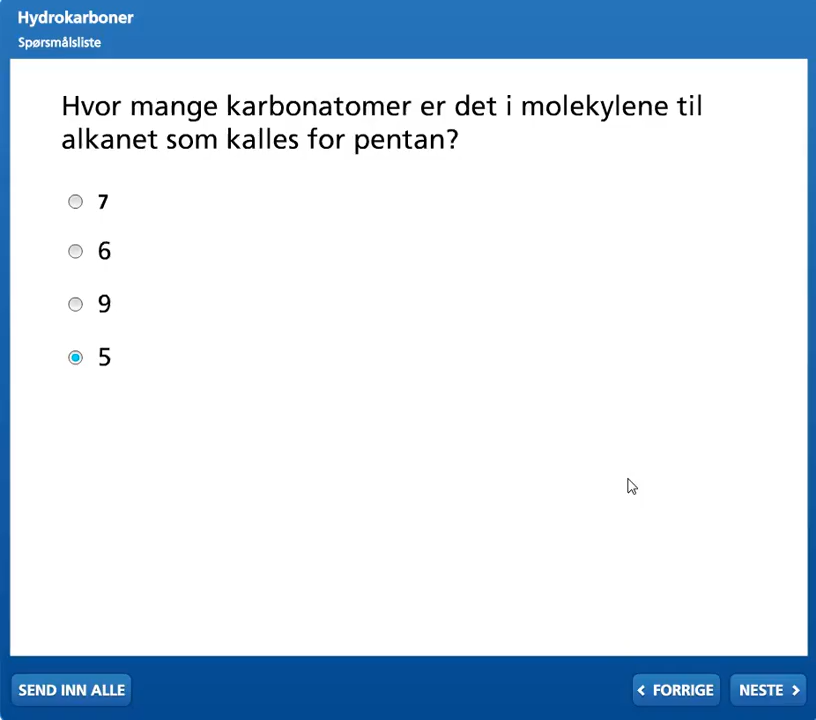 Hydrokarboner
Spørsmålsliste
Hvor mange karbonatomer er det i molekylene til
alkanet som kalles for pentan?
7
6
9
5
SEND INN ALLE
FORRIGE
NESTE